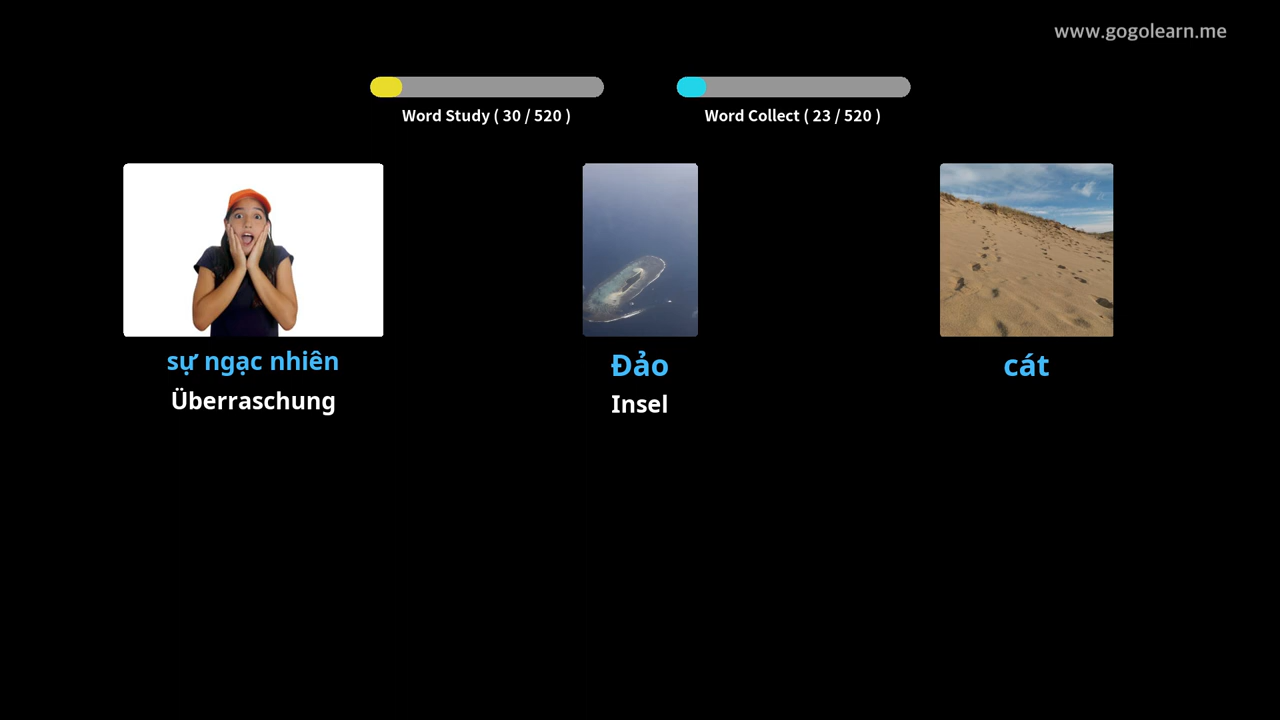 www.gogolearn.me
Word Study ( 30 / 520 )
Word Collect ( 23 / 520 )
sự ngạc nhiên
Überraschung
Đảo
Insel
cát